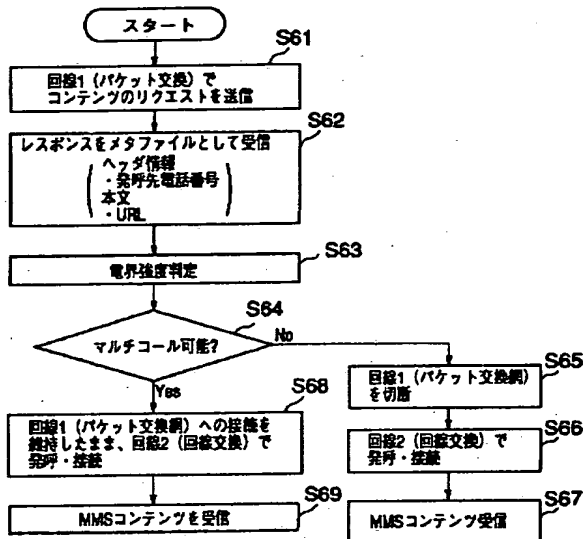 スタート
S61
回線1(パケット交換)で
コンテンツのリクエストを送信
S62
レスポンスをメタファイルとして受信
ヘッダ情報
・発呼先電話番号
本文
・URL
S63
電界強度判定
S64
マルチコール可能?
No
Yes
S65
回線1(パケット交換網)
を切断
S66
回線2(回線交換)で
発呼・接続
S67
MMSコンテンツ受信
S68
回線1(パケット交換網)への接続を
維持したまま、回線2(回線交換)で
発呼・接続
S69
MMSコンテンツを受信